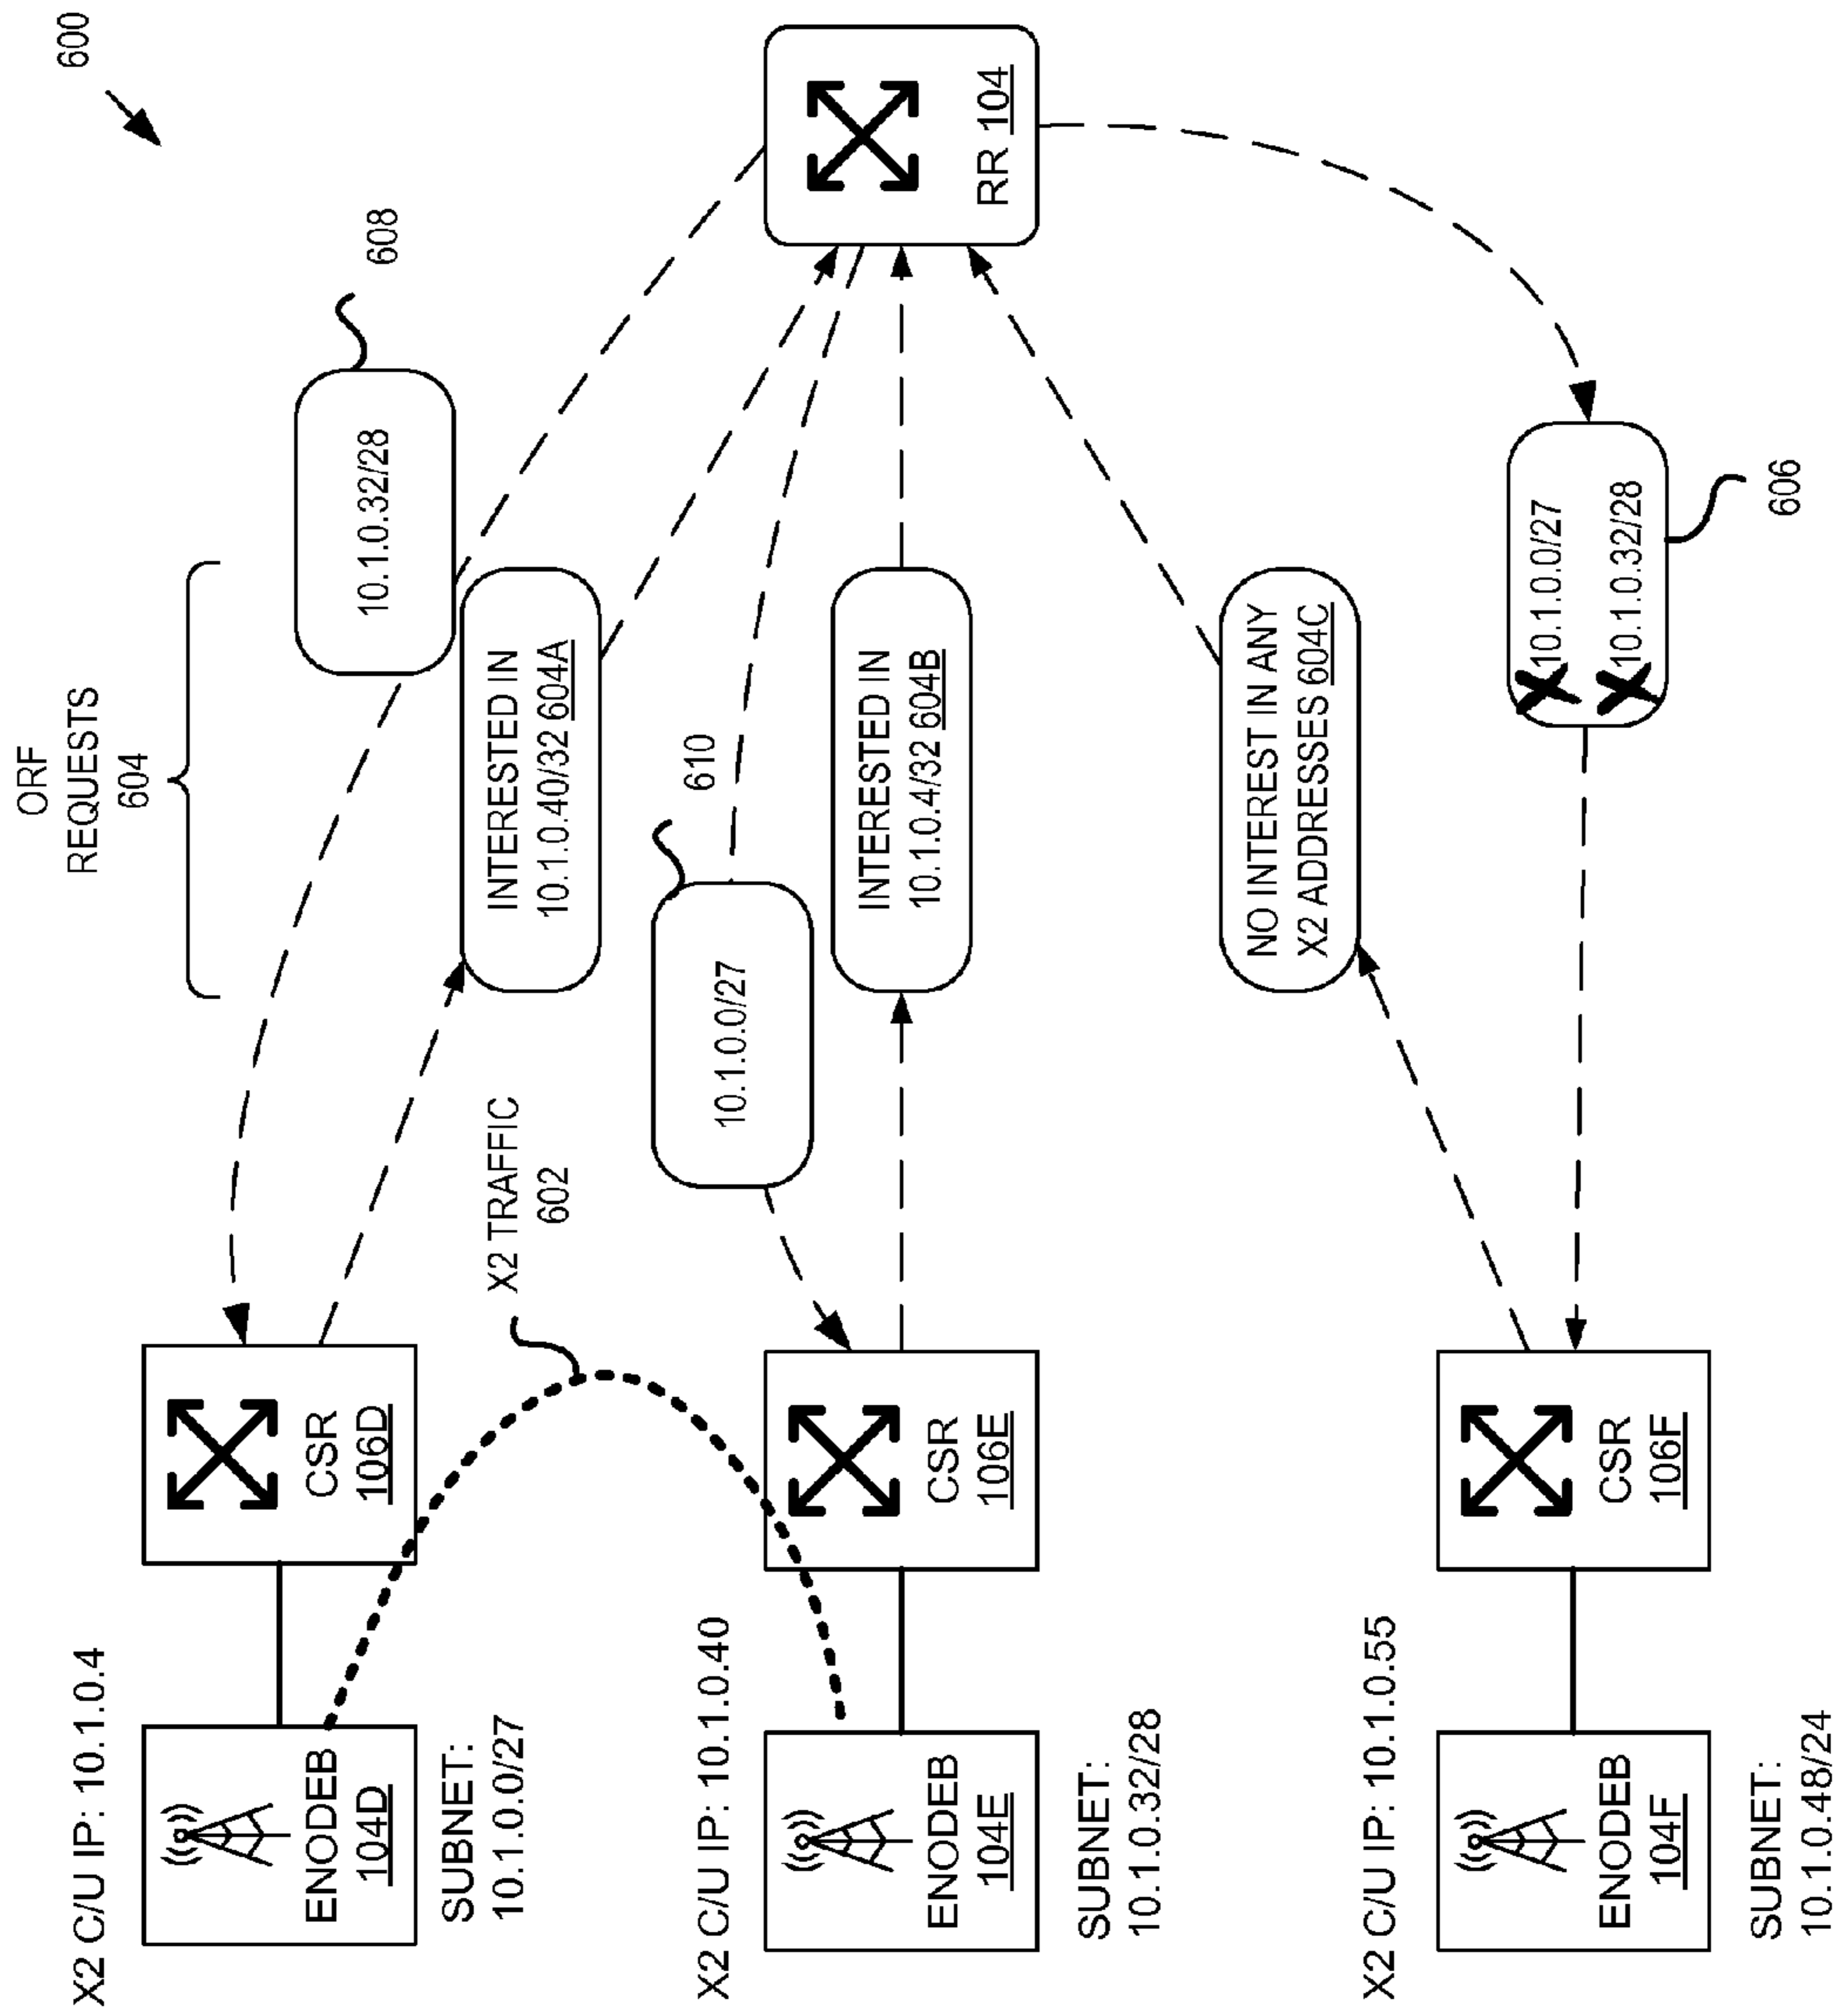 600
ORF
REQUESTS
604
608
10.1.0.32/28
INTERESTED IN
10.1.0.40/32 604A
X2 TRAFFIC
602
610
10.1.0.0/27
INTERESTED IN
10.1.0.4/32 604B
NO INTEREST IN ANY
X2 ADDRESSES 604C
10.1.0.0/27
10.1.0.32/28
606
RR 104
X2 C/U IP: 10.1.0.4
ENODEB
104D
SUBNET:
10.1.0.0/27
CSR
106D
X2 C/U IP: 10.1.0.40
ENODEB
104E
SUBNET:
10.1.0.32/28
CSR
106E
X2 C/U IP: 10.1.0.55
ENODEB
104F
SUBNET:
10.1.0.48/24
CSR
106F